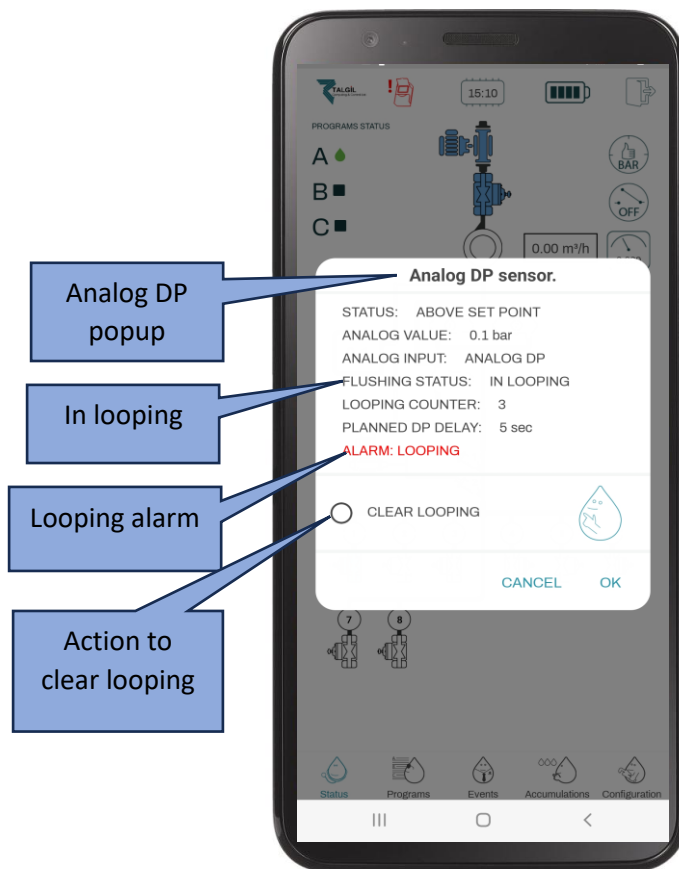 TALGIL
15:10
PROGRAMS STATUS
A
B
C
BAR
OFF
0.00 m³/h
Analog DP sensor.
STATUS: ABOVE SET POINT
ANALOG VALUE: 0.1 bar
ANALOG INPUT: ANALOG DP
FLUSHING STATUS: IN LOOPING
LOOPING COUNTER: 3
PLANNED DP DELAY: 5 sec
ALARM: LOOPING
CLEAR LOOPING
CANCEL OK
7 8
Status Programs Events Accumulations Configuration
Analog DP
popup
In looping
Looping alarm
Action to
clear looping